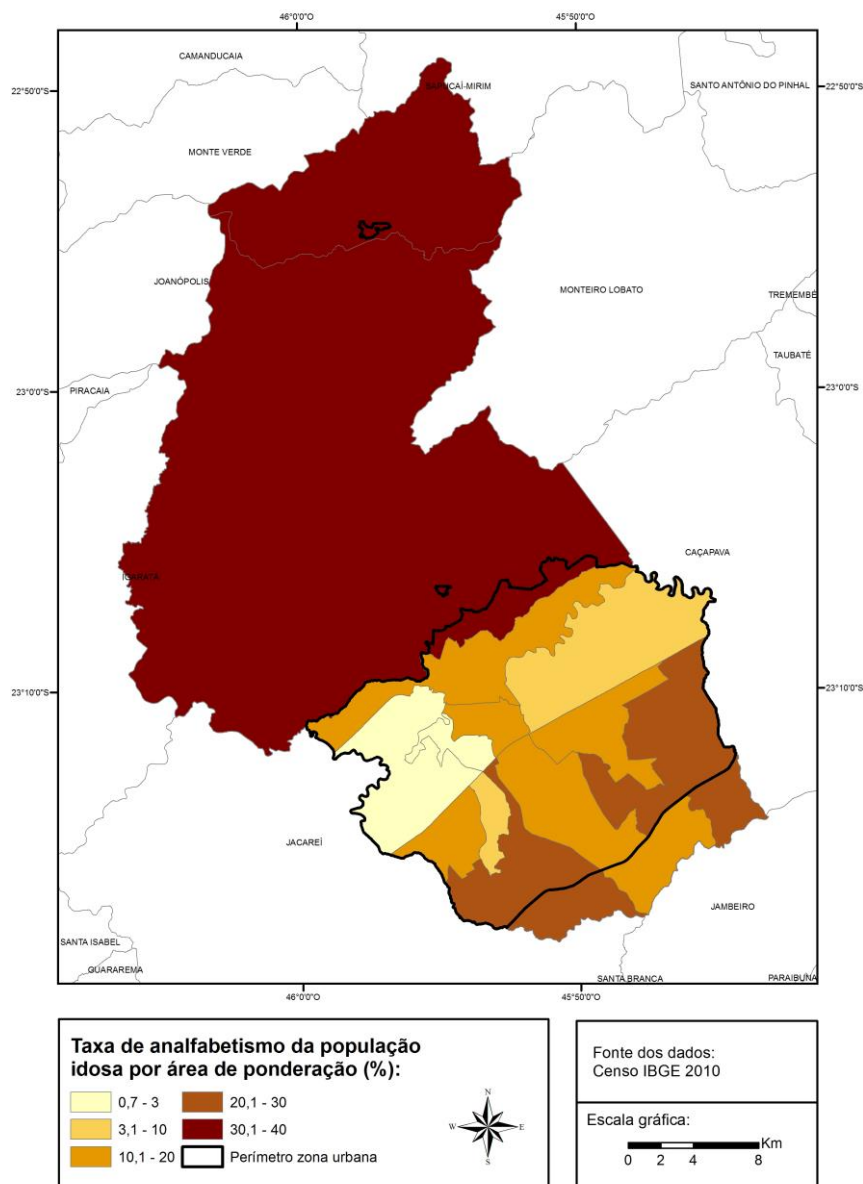 46°0'0"O 45°50'0"O
CAMANDUCAIA
22°50'0"S SAPUCAÍ-MIRIM SANTO ANTÔNIO DO PINHAL 22°50'0"S
MONTE VERDE
JOANÓPOLIS
MONTEIRO LOBATO
TREMEMBÉ
TAUBATÉ
23°0'0"S 23°0'0"S
PIRACAIA
CAÇAPAVA
IGARATÁ
23°10'0"S 23°10'0"S
JACAREÍ
JAMBEIRO
SANTA ISABEL
GUARAREMA
SANTA BRANCA PARAIBUNA
46°0'0"O 45°50'0"O
Taxa de analfabetismo da população
idosa por área de ponderação (%):
0,7 - 3
3,1 - 10
10,1 - 20
20,1 - 30
30,1 - 40
Perímetro zona urbana
N
W E
S
Fonte dos dados:
Censo IBGE 2010
Escala gráfica:
Km
0 2 4 8